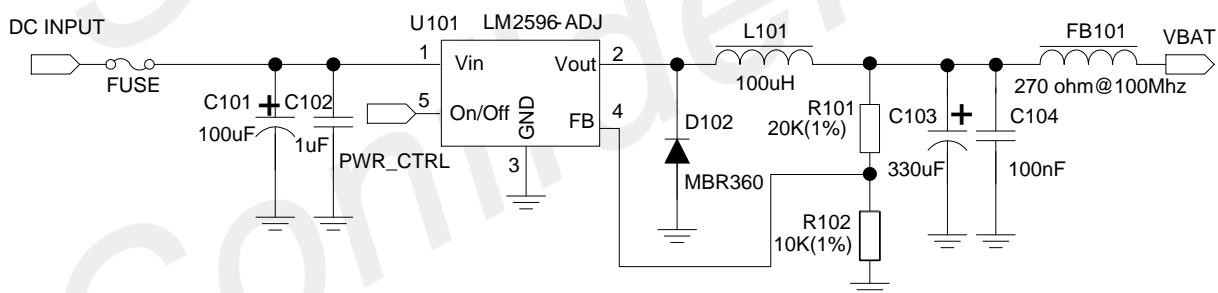 DC INPUT
FUSE
C101
+
100uF
C102
1uF
U101
LM2596-ADJ
1
Vin
Vout
2
5
On/Off
GND
FB
4
PWR_CTRL
3
D102
MBR360
L101
100uH
R101
20K(1%)
R102
10K(1%)
C103
+
330uF
C104
100nF
FB101
270 ohm@100Mhz
VBAT